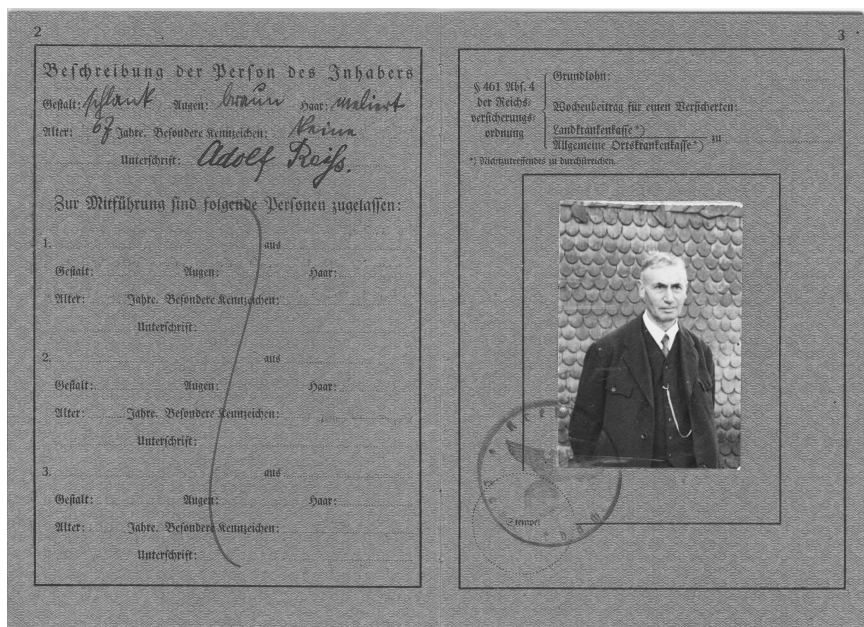 2
Beschreibung der Person des Inhabers
Gestalt: schlank Augen: braun Haar: meliert
Alter: 67 Jahre. Besondere Kennzeichen: Keine
Unterschrift: Adolf Reiss.
Zur Mitführung sind folgende Personen zugelassen:
1. aus
Gestalt: Augen: Haar:
Alter: Jahre. Besondere Kennzeichen:
Unterschrift:
2. aus
Gestalt: Augen: Haar:
Alter: Jahre. Besondere Kennzeichen:
Unterschrift:
3. aus
Gestalt: Augen: Haar:
Alter: Jahre. Besondere Kennzeichen:
Unterschrift:
3
§ 461 Abs. 4
der Reichs-
versicherungs-
ordnung
Grundlohn:
Wochenbeitrag für einen Versicherten:
Landkrankenkasse*)
Allgemeine Ortskrankenkasse*) zu
*) Nichtzutreffendes zu durchstreichen.
Stempel